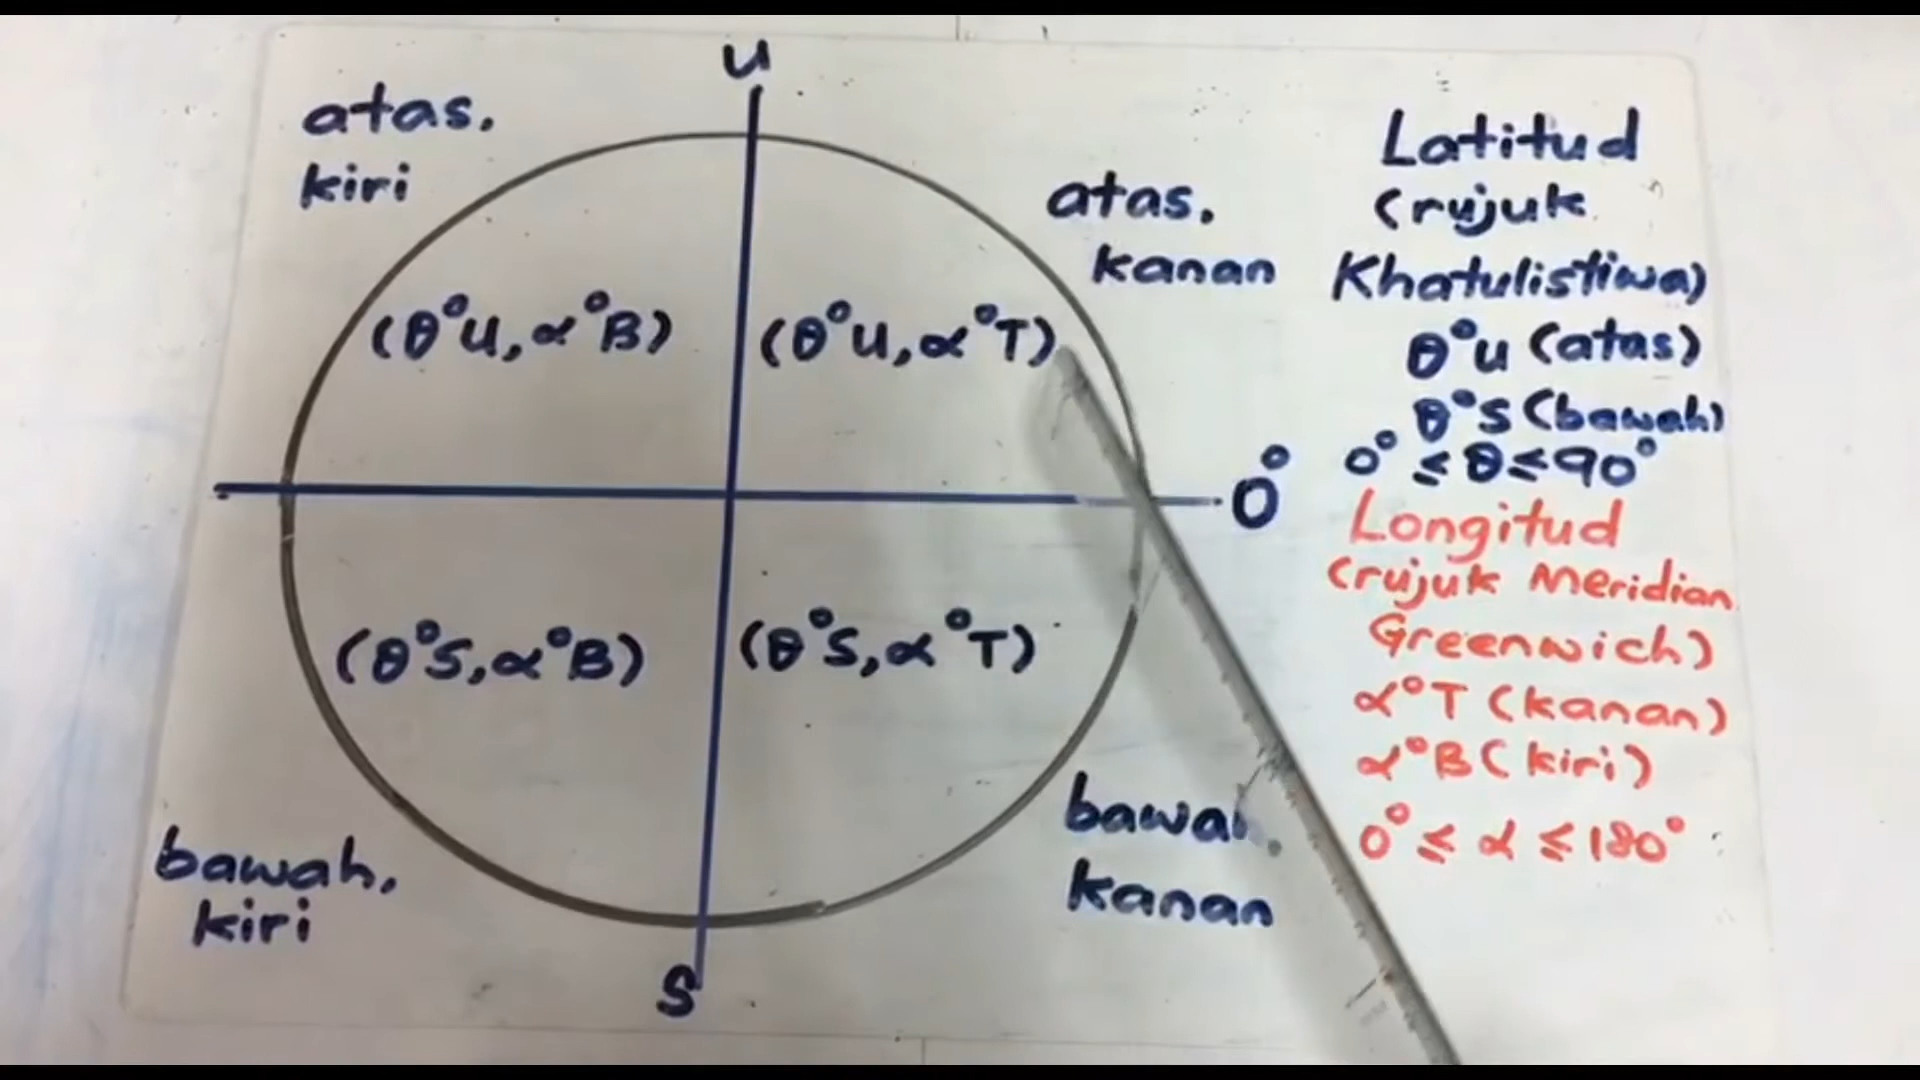 U
atas.
kiri
atas.
kanan
(θ°U, α°B)
(θ°U, α°T)
0°
(θ°S, α°B)
(θ°S, α°T)
bawah.
kiri
kanan
S
Latitud
(rujuk
Khatulistiwa)
θ°U (atas)
θ°S (bawah)
0° ≤ θ ≤ 90°
Longitud
(rujuk Meridian
Greenwich)
α°T (kanan)
α°B (kiri)
0° ≤ α ≤ 180°